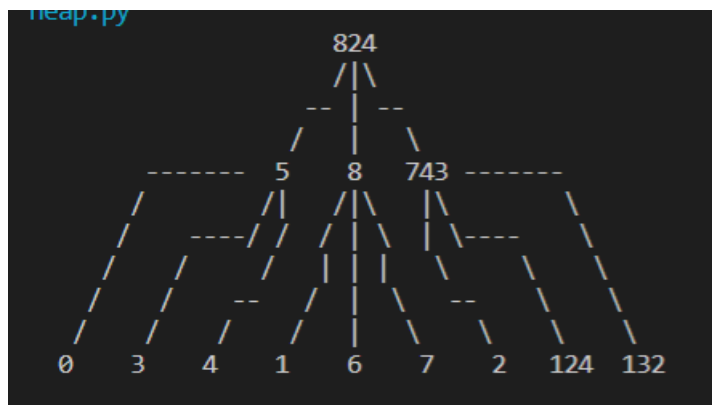 heap.py
824
/|\
-- | --
/ | \
------- 5 8 743 -------
/ /| /|\ |\ \
/ ----/ / / | \ | \---- \
/ / / | | | \ \ \
/ / -- / | \ -- \ \
/ / / / | \ \ \ \
0 3 4 1 6 7 2 124 132